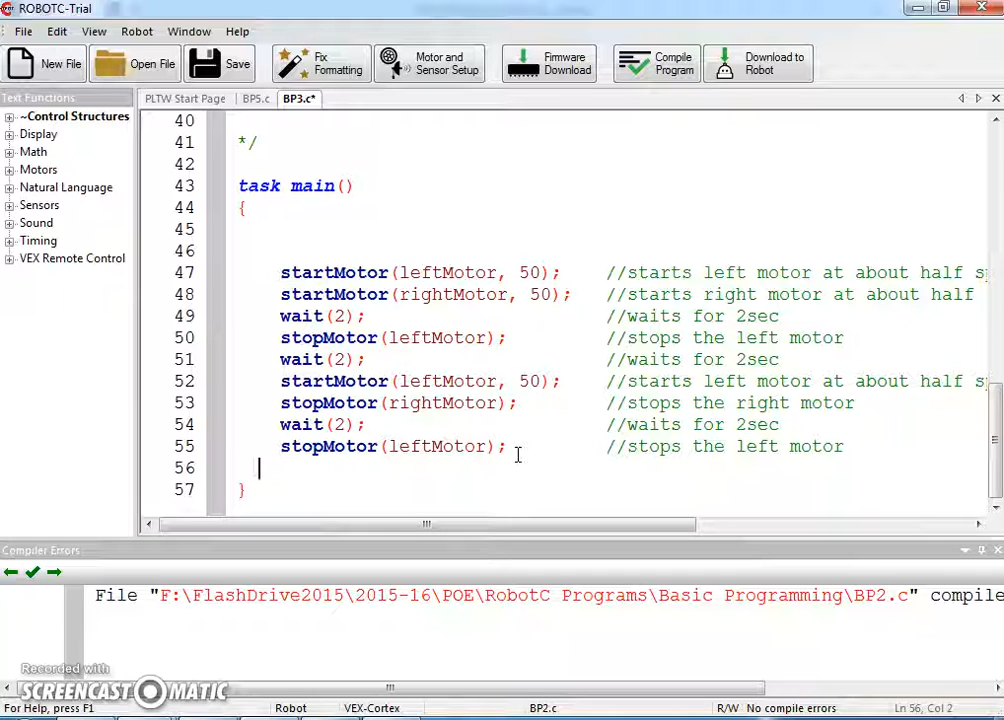 ROBOTC-Trial
File Edit View Robot Window Help
New File Open File Save Fix Formatting Motor and Sensor Setup Firmware Download Compile Program Download to Robot
Text Functions
PLTW Start Page BP5.c BP3.c*
~Control Structures
Display
Math
Motors
Natural Language
Sensors
Sound
Timing
VEX Remote Control
40
41 */
42
43 task main()
44 {
45
46
47 startMotor(leftMotor, 50); //starts left motor at about half sp
48 startMotor(rightMotor, 50); //starts right motor at about half
49 wait(2); //waits for 2sec
50 stopMotor(leftMotor); //stops the left motor
51 wait(2); //waits for 2sec
52 startMotor(leftMotor, 50); //starts left motor at about half sp
53 stopMotor(rightMotor); //stops the right motor
54 wait(2); //waits for 2sec
55 stopMotor(leftMotor); //stops the left motor
56
57 }
Compiler Errors
File "F:\FlashDrive2015\2015-16\POE\RobotC Programs\Basic Programming\BP2.c" compile
Recorded with
SCREENCAST MATIC
For Help, press F1 Robot VEX-Cortex BP2.c R/W No compile errors Ln 56, Col 2